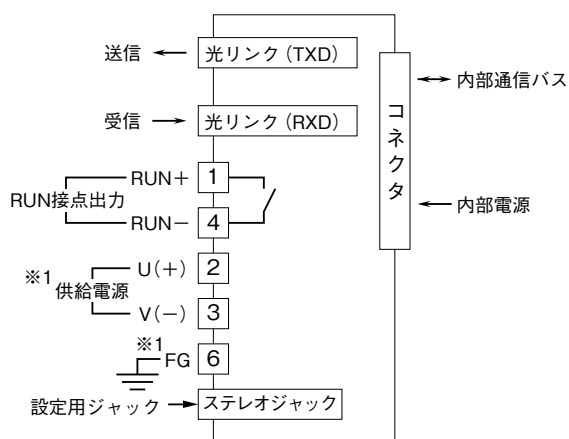 送信
光リンク(TXD)
内部通信バス
受信
光リンク(RXD)
コネクタ
RUN+
1
RUN接点出力
内部電源
RUN−
4
U(+)
2
※1
供給電源
V(−)
3
※1
FG
6
設定用ジャック
ステレオジャック